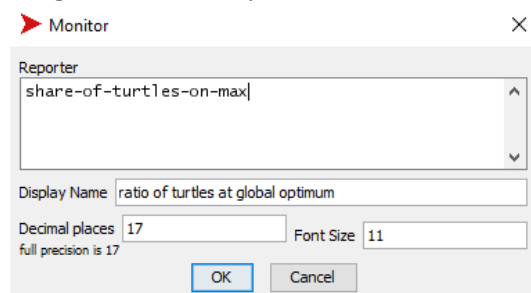 Monitor
Reporter
share-of-turtles-on-max
Display Name ratio of turtles at global optimum
Decimal places 17 Font Size 11
full precision is 17
OK Cancel